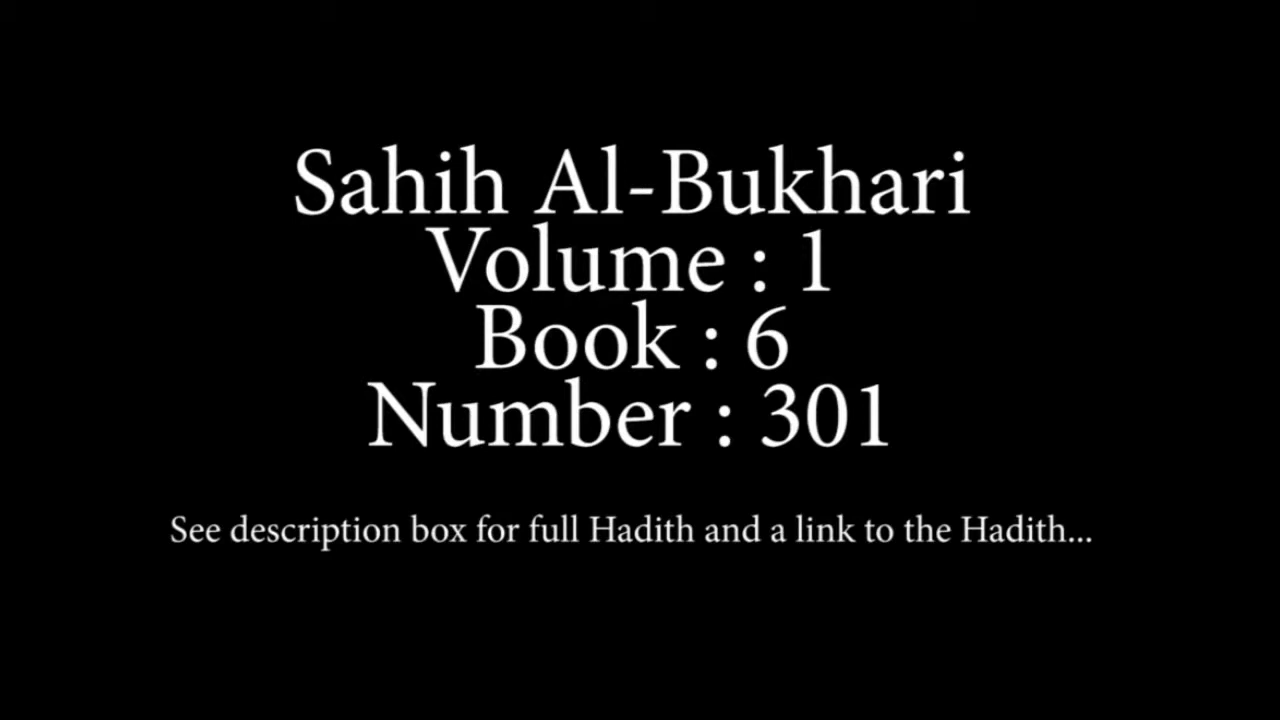 Sahih Al-Bukhari
Volume : 1
Book : 6
Number : 301
See description box for full Hadith and a link to the Hadith...